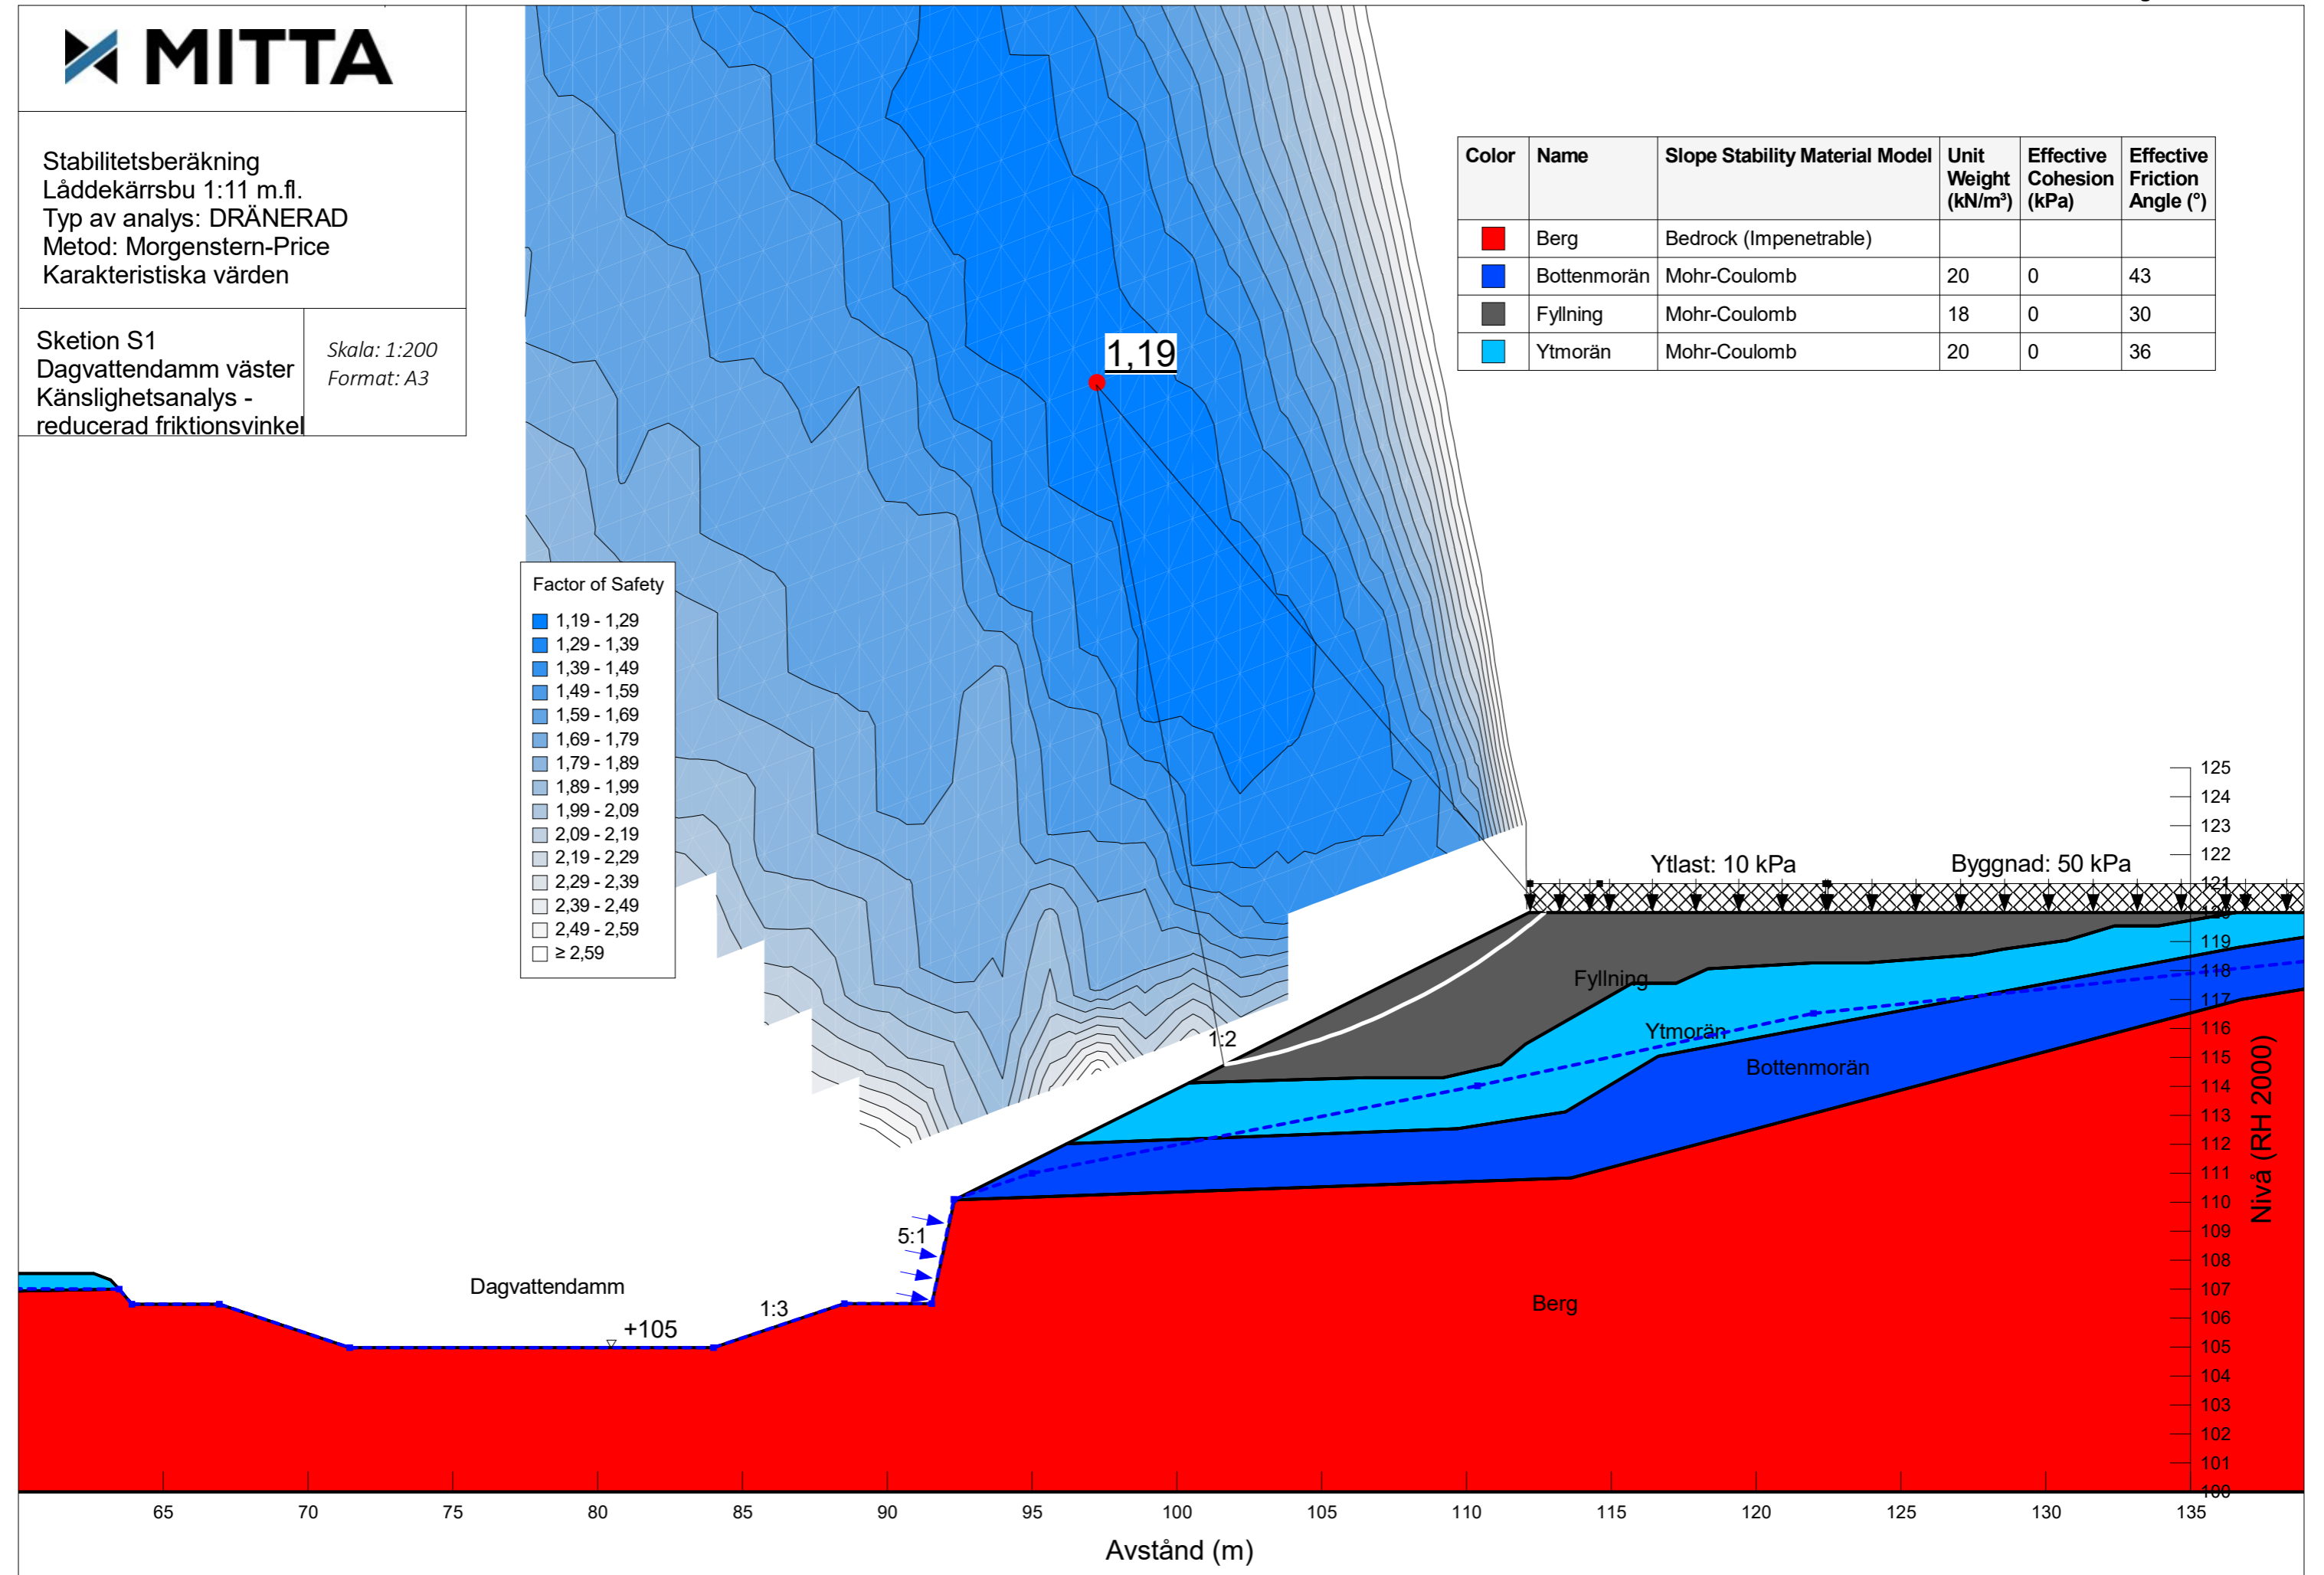 MITTA
Stabilitetsberäkning
Låddekärrsbu 1:11 m.fl.
Typ av analys: DRÄNERAD
Metod: Morgenstern-Price
Karakteristiska värden
Sketion S1
Dagvattendamm väster
Känslighetsanalys -
reducerad friktionsvinkel
Skala: 1:200
Format: A3
Color Name Slope Stability Material Model Unit Weight (kN/m³) Effective Cohesion (kPa) Effective Friction Angle (°)
Berg Bedrock (Impenetrable)
Bottenmorän Mohr-Coulomb 20 0 43
Fyllning Mohr-Coulomb 18 0 30
Ytmorän Mohr-Coulomb 20 0 36
1,19
Factor of Safety
1,19 - 1,29
1,29 - 1,39
1,39 - 1,49
1,49 - 1,59
1,59 - 1,69
1,69 - 1,79
1,79 - 1,89
1,89 - 1,99
1,99 - 2,09
2,09 - 2,19
2,19 - 2,29
2,29 - 2,39
2,39 - 2,49
2,49 - 2,59
≥ 2,59
Ytlast: 10 kPa
Byggnad: 50 kPa
125
124
123
122
121
120
119
118
117
116
115
114
113
112
111
110
109
108
107
106
105
104
103
102
101
100
Nivå (RH 2000)
Fyllning
Ytmorän
Bottenmorän
1:2
5:1
Dagvattendamm
1:3
+105
Berg
65 70 75 80 85 90 95 100 105 110 115 120 125 130 135
Avstånd (m)